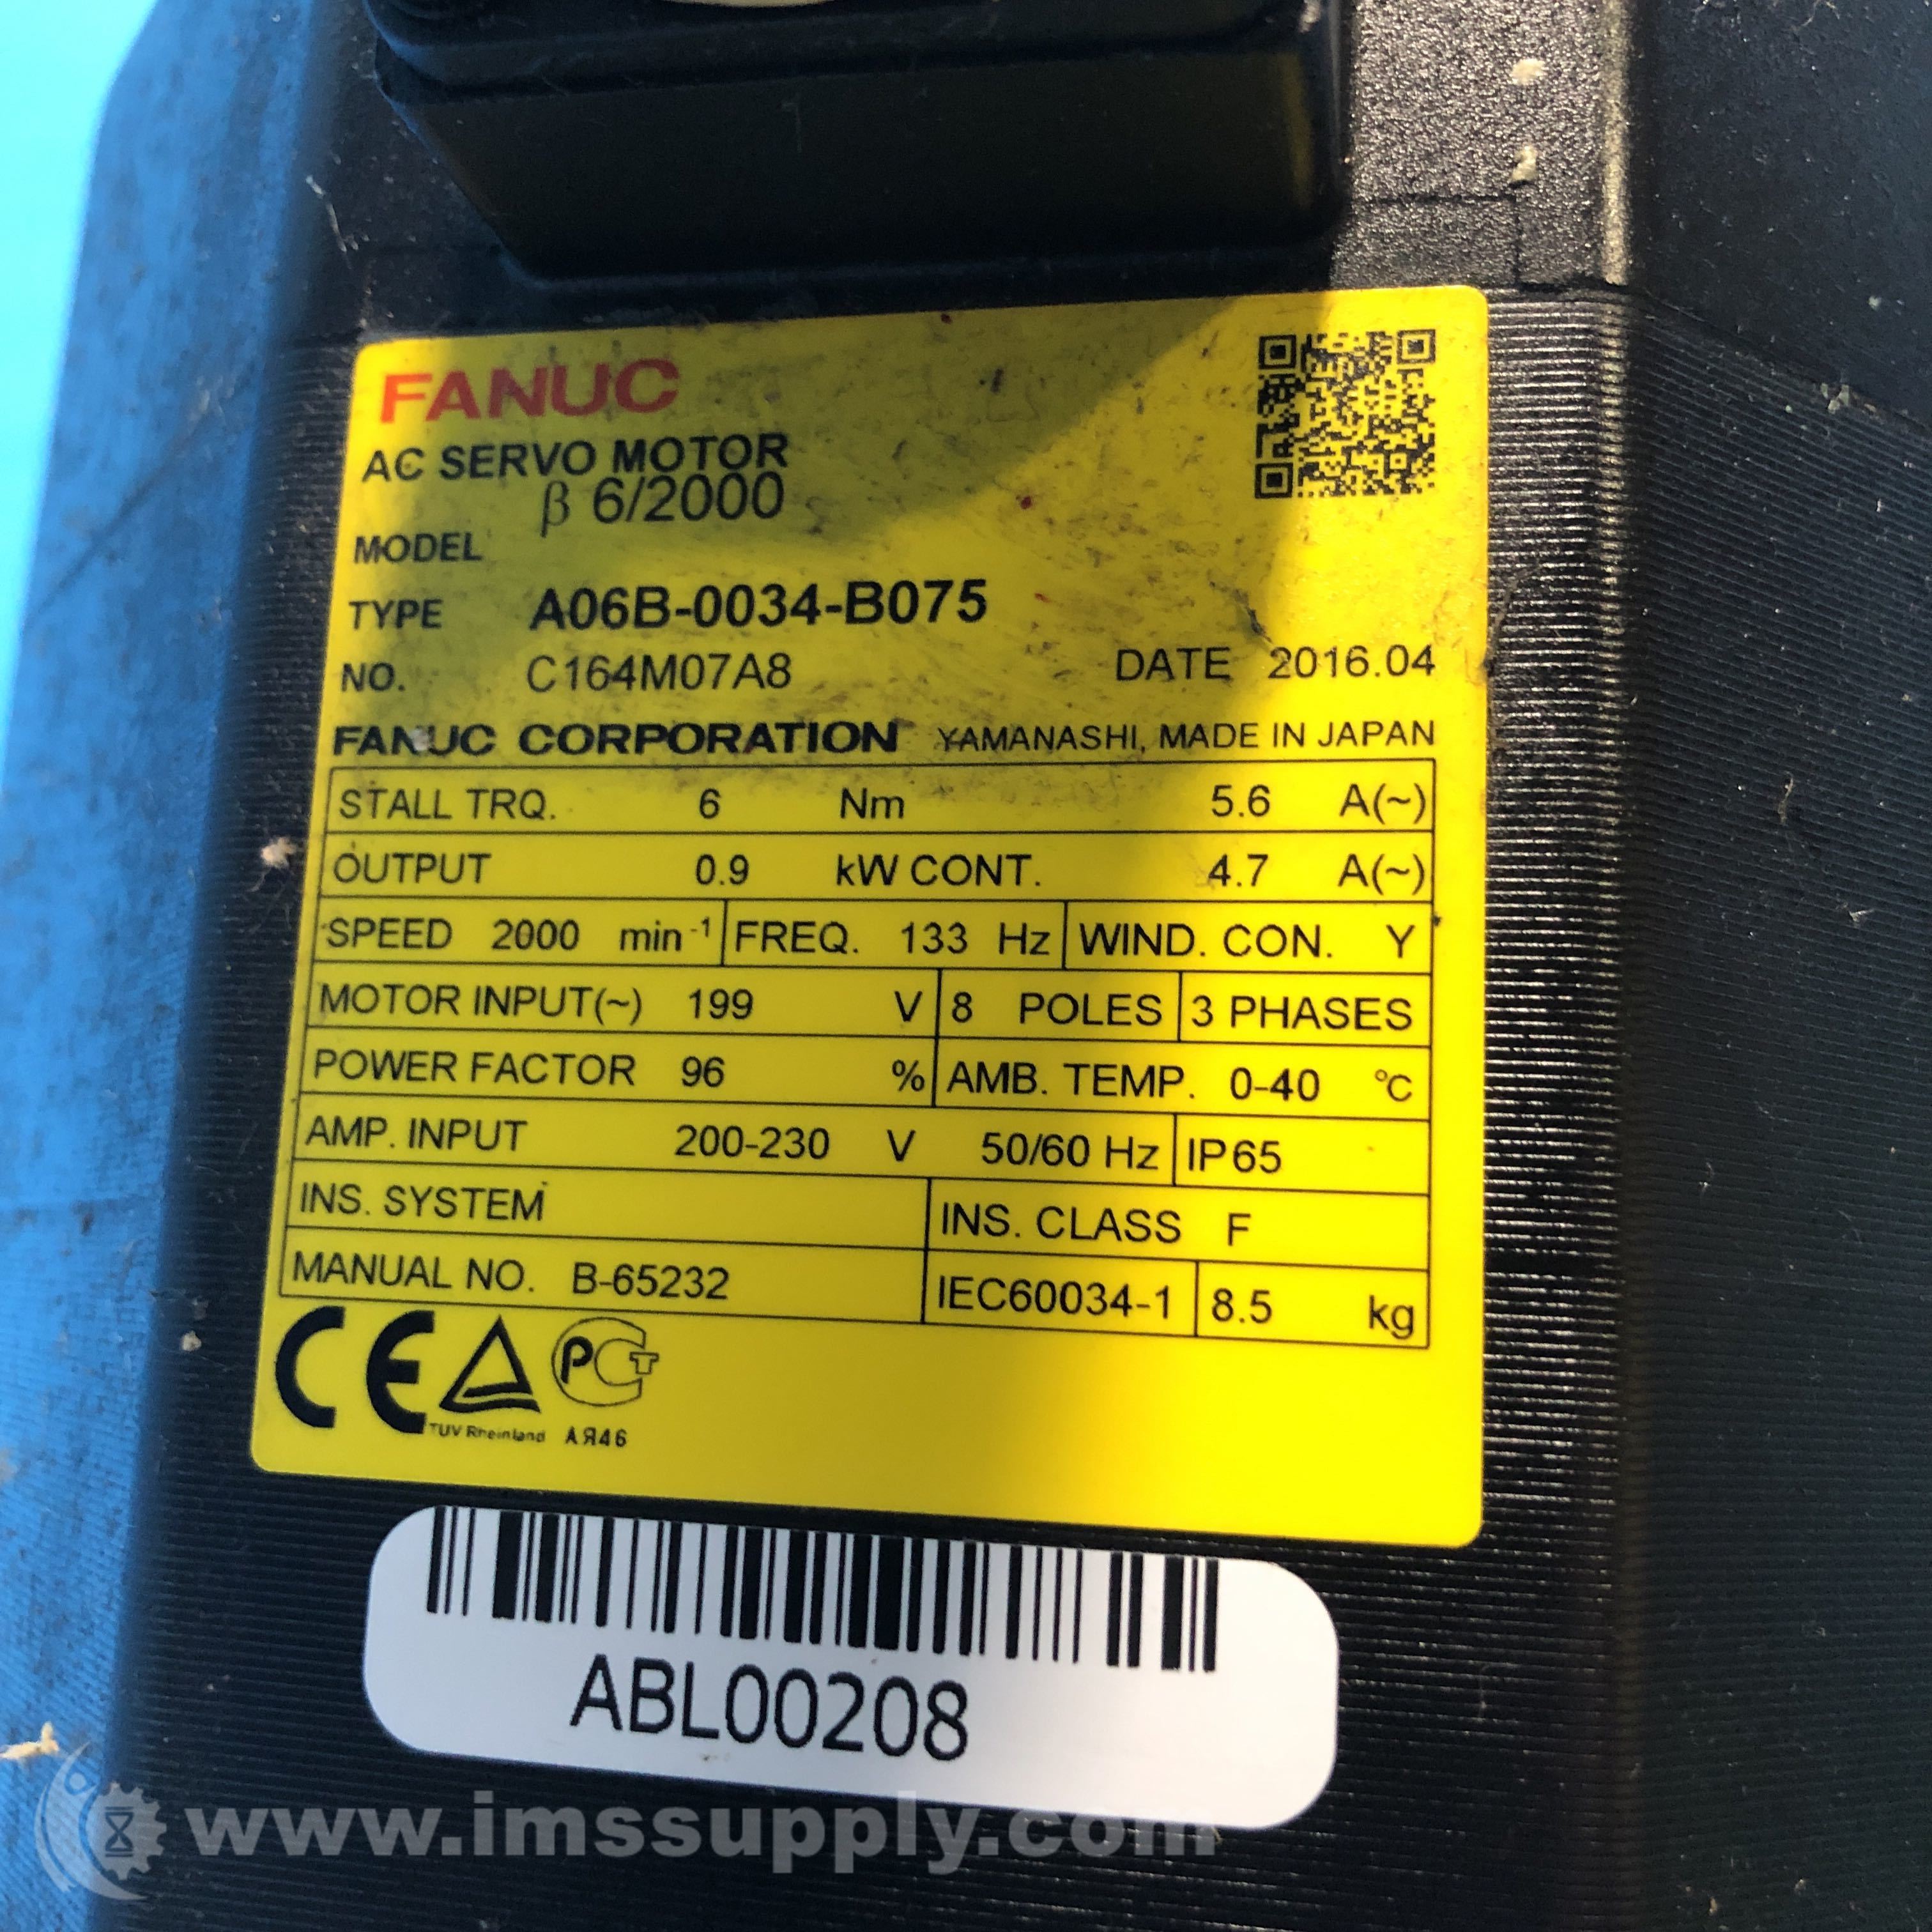 FANUC
AC SERVO MOTOR
β 6/2000
MODEL
TYPE A06B-0034-B075
NO. C164M07A8 DATE 2016.04
FANUC CORPORATION YAMANASHI, MADE IN JAPAN
STALL TRQ. 6 Nm 5.6 A(~)
OUTPUT 0.9 kW CONT. 4.7 A(~)
SPEED 2000 min⁻¹ FREQ. 133 Hz WIND. CON. Y
MOTOR INPUT(~) 199 V 8 POLES 3 PHASES
POWER FACTOR 96 % AMB. TEMP. 0-40 °C
AMP. INPUT 200-230 V 50/60 Hz IP65
INS. SYSTEM INS. CLASS F
MANUAL NO. B-65232 IEC60034-1 8.5 kg
CE PCT
TUV Rheinland AЯ46
ABL00208
www.imssupply.com